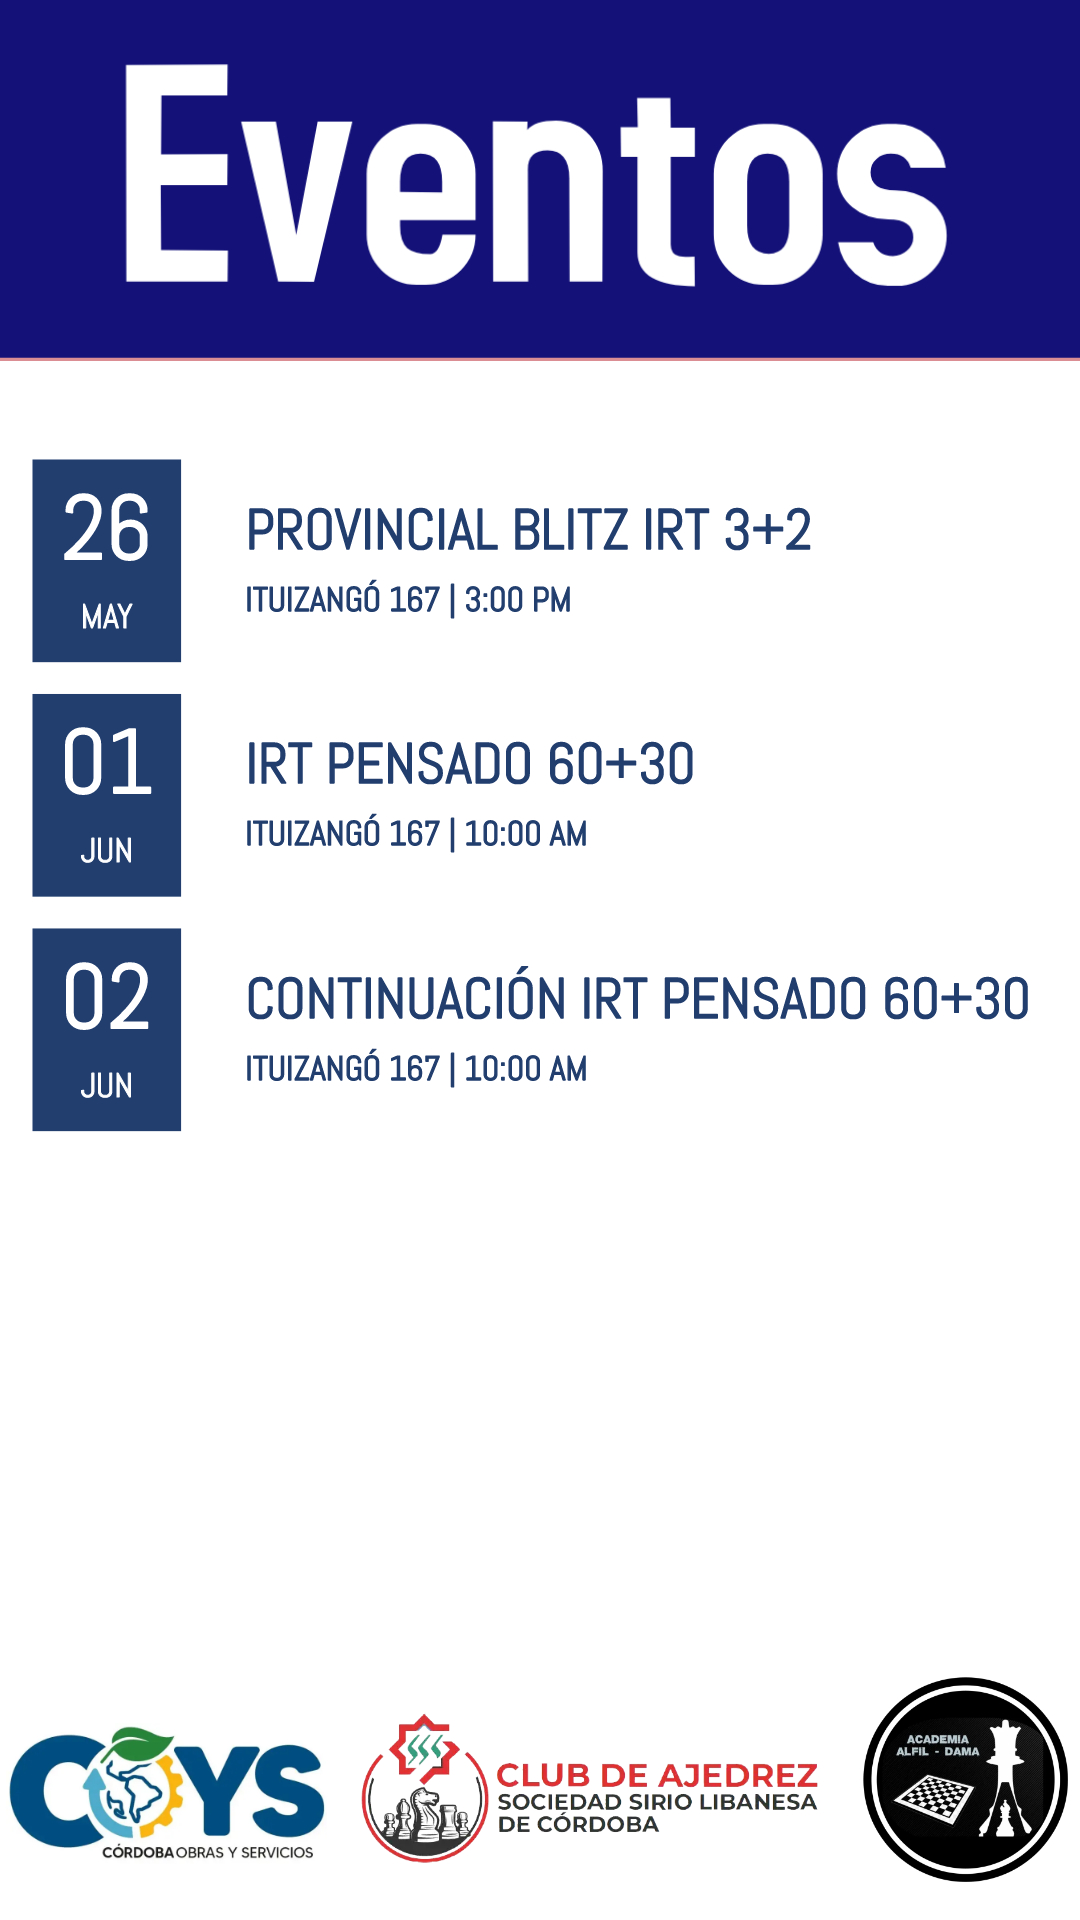 Eventos
26
MAY
PROVINCIAL BLITZ IRT 3+2
ITUIZANGÓ 167 | 3:00 PM
01
JUN
IRT PENSADO 60+30
ITUIZANGÓ 167 | 10:00 AM
02
JUN
CONTINUACIÓN IRT PENSADO 60+30
ITUIZANGÓ 167 | 10:00 AM
COYS
CÓRDOBA OBRAS Y SERVICIOS
CLUB DE AJEDREZ
SOCIEDAD SIRIO LIBANESA
DE CÓRDOBA
ACADEMIA
ALFIL - DAMA